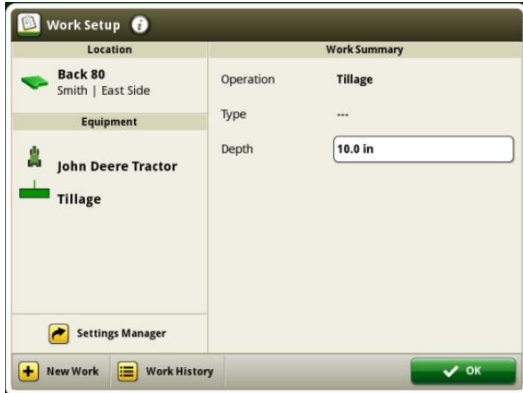 Work Setup i
Location
Back 80
Smith | East Side
Equipment
John Deere Tractor
Tillage
Settings Manager
Work Summary
Operation Tillage
Type ---
Depth 10.0 in
New Work Work History OK